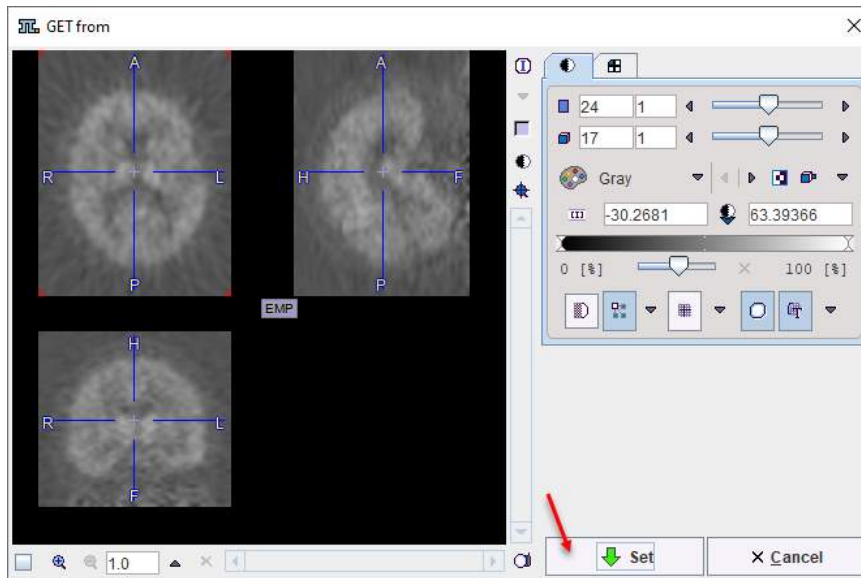 GET from
A
R L
P
A
H F
P
EMP
H
R L
F
24 1
17 1
Gray
-30.2681 63.39366
0 [%] 100 [%]
1.0
Set
Cancel